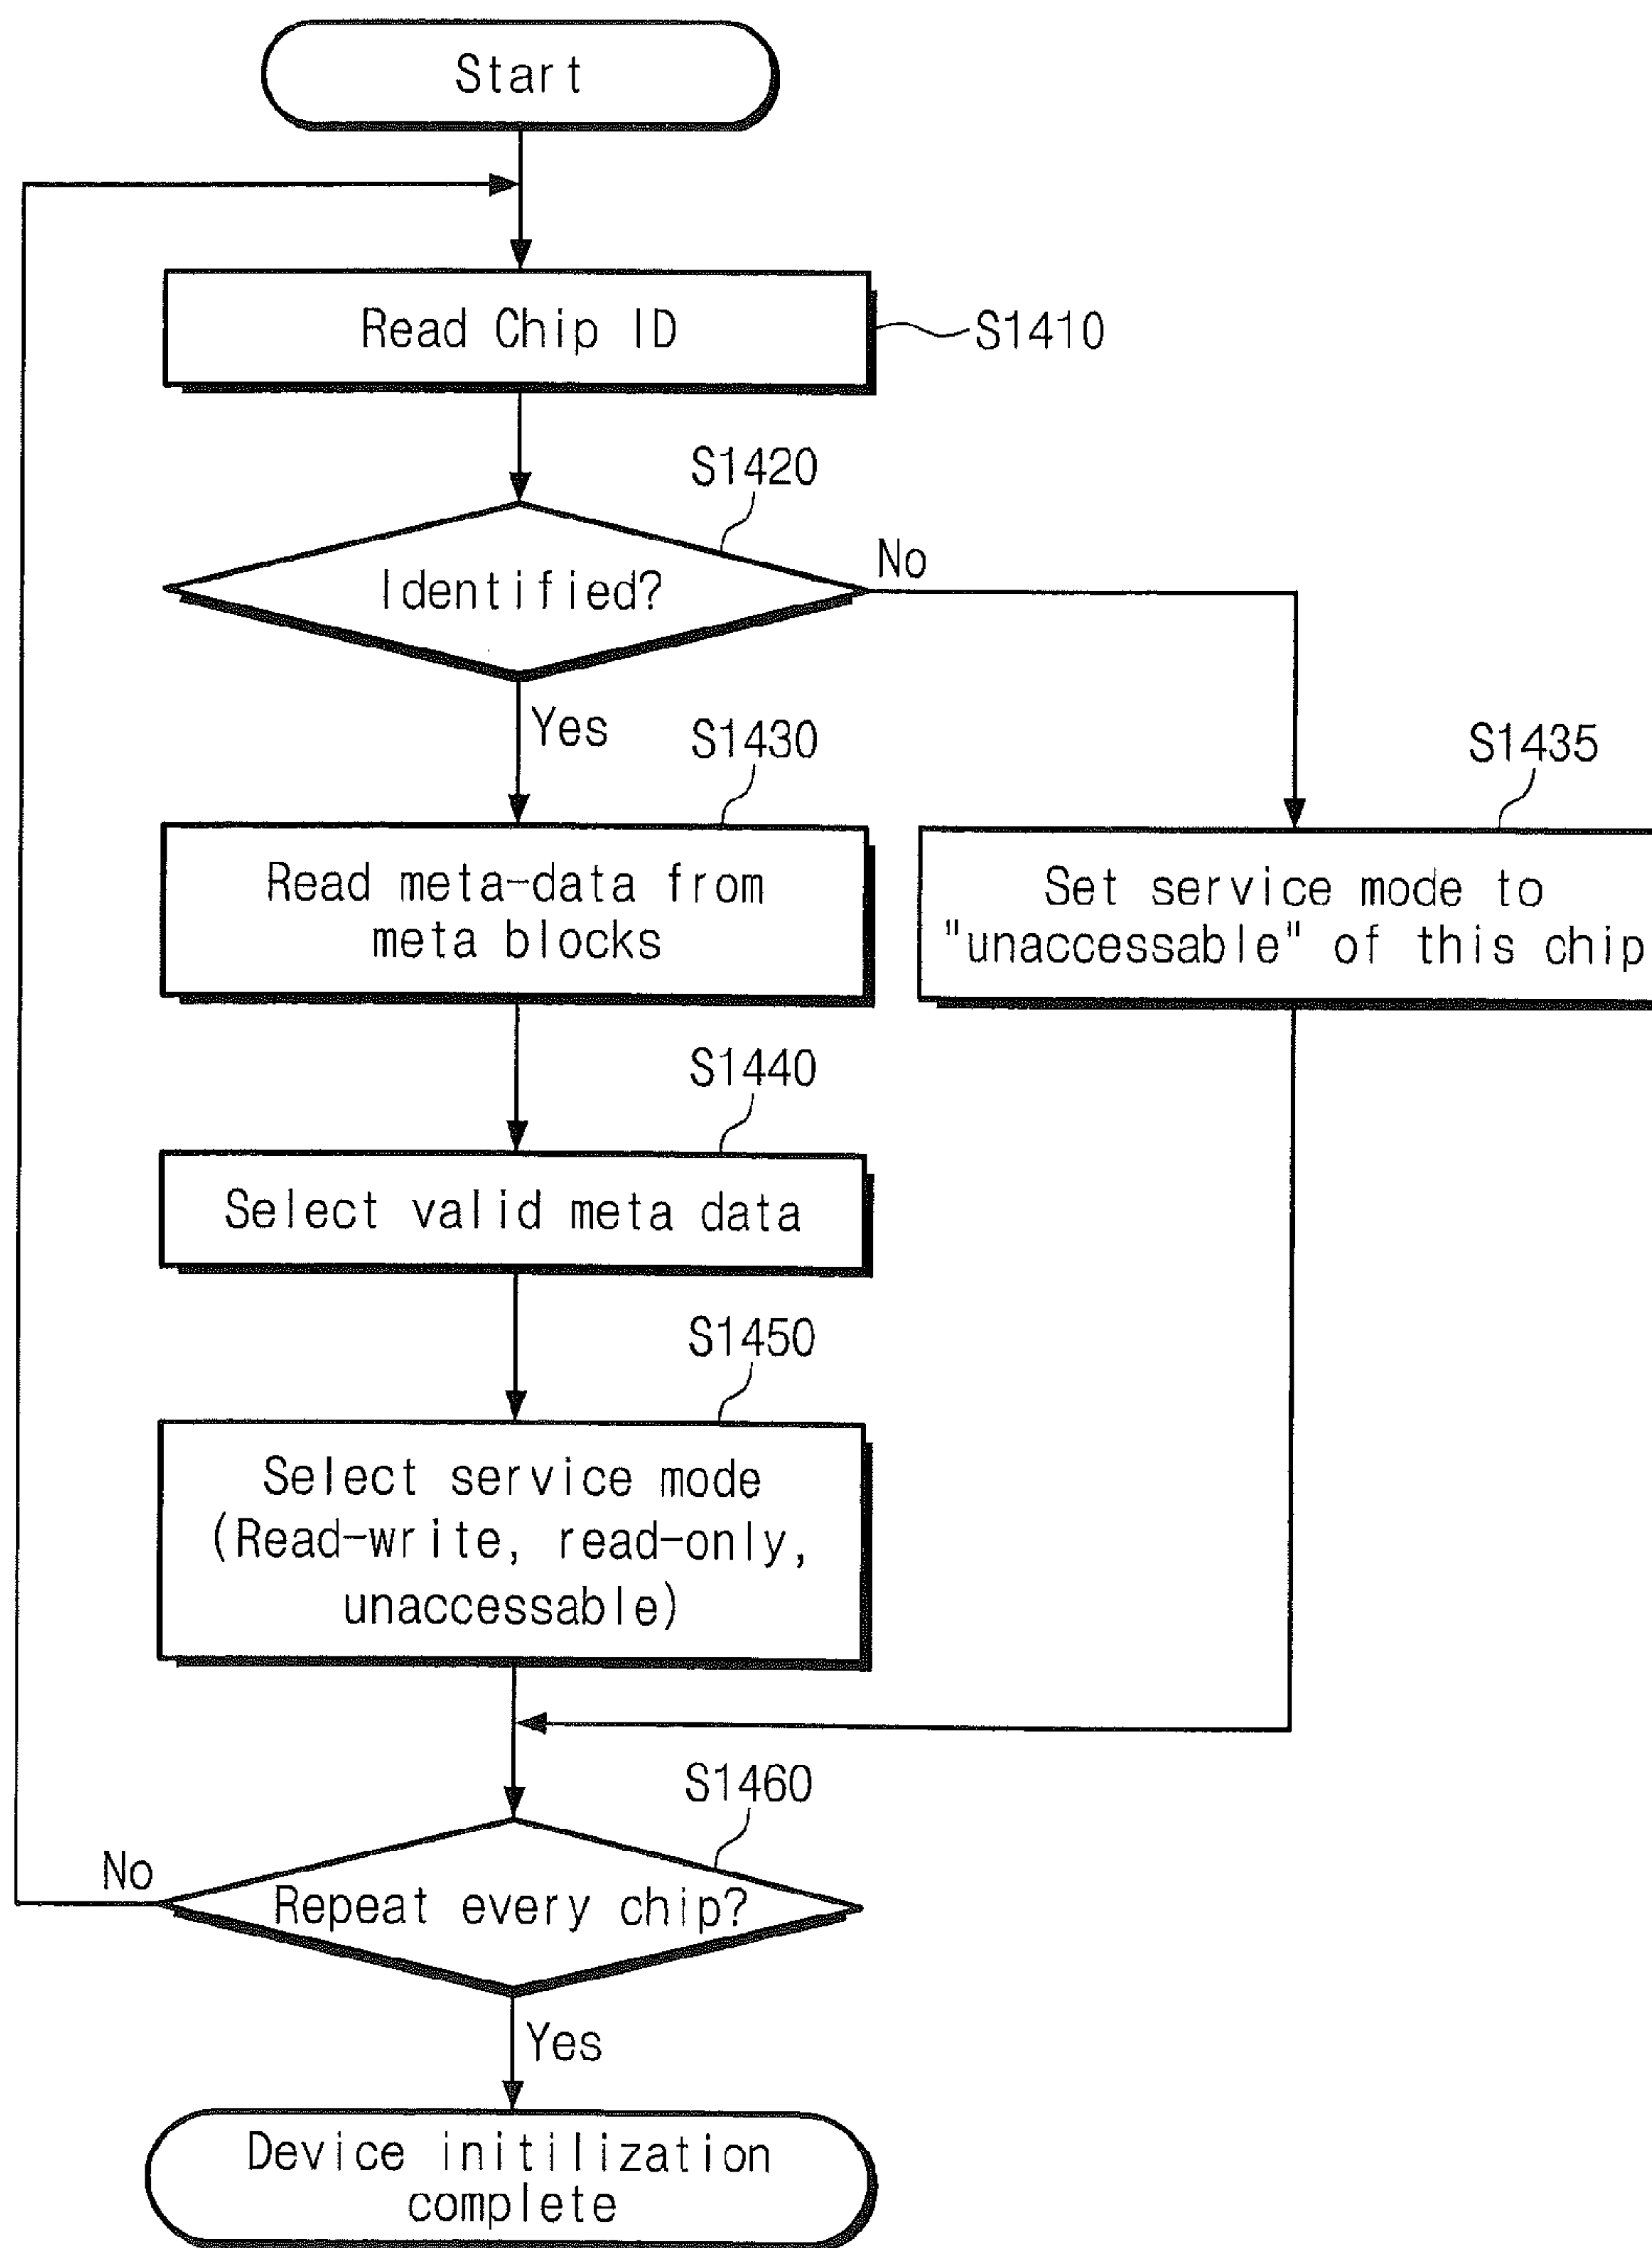 Start
Read Chip ID
S1410
S1420
Identified?
No
Yes
S1430
S1435
Read meta-data from
meta blocks
Set service mode to
"unaccessable" of this chip
S1440
Select valid meta data
S1450
Select service mode
(Read-write, read-only,
unaccessable)
S1460
No
Repeat every chip?
Yes
Device initilization
complete